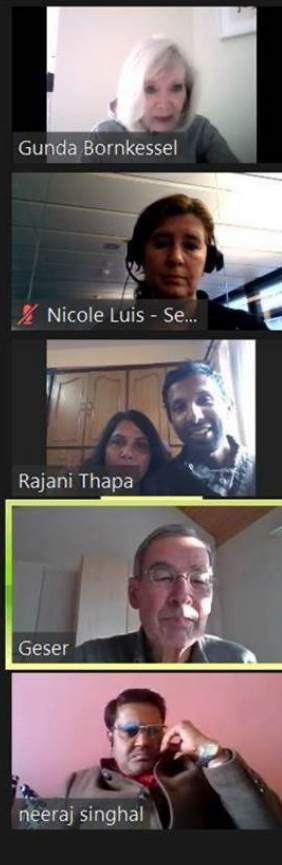 Gunda Bornkessel
Nicole Luis - Se...
Rajani Thapa
Geser
neeraj singhal